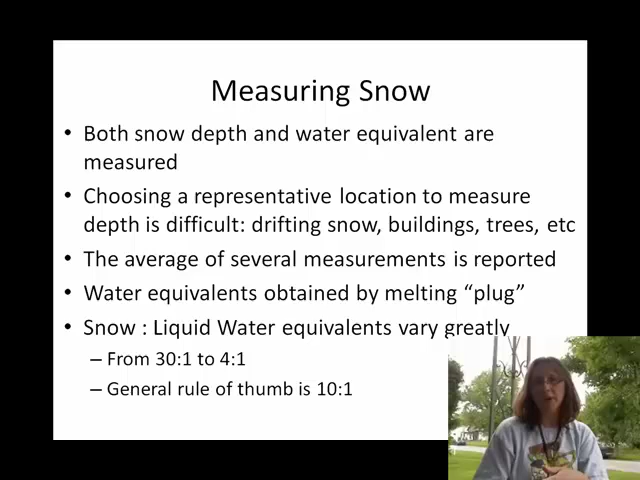 Measuring Snow
• Both snow depth and water equivalent are
measured
• Choosing a representative location to measure
depth is difficult: drifting snow, buildings, trees, etc
• The average of several measurements is reported
• Water equivalents obtained by melting “plug”
• Snow : Liquid Water equivalents vary greatly
– From 30:1 to 4:1
– General rule of thumb is 10:1